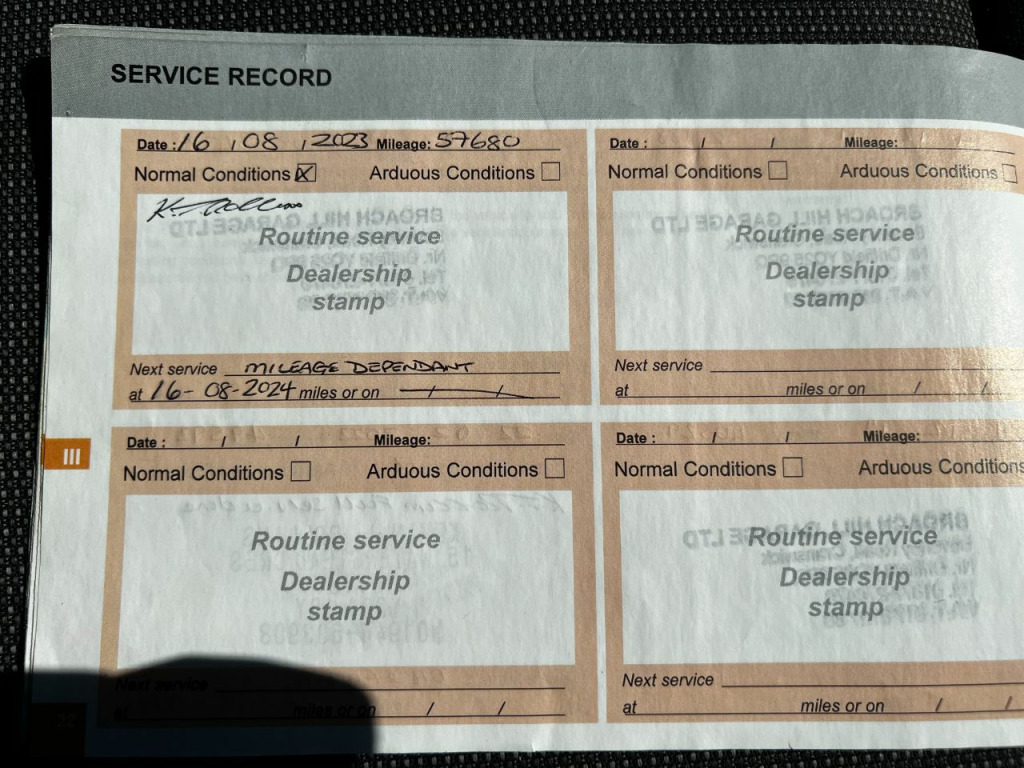 SERVICE RECORD
Date : 16 / 08 / 2023 Mileage: 57680
Normal Conditions ☒ Arduous Conditions ☐
Routine service
Dealership
stamp
Next service MILEAGE DEPENDANT
at 16-08-2024 miles or on / /
Date : / / Mileage:
Normal Conditions ☐ Arduous Conditions ☐
BROACH HILL GARAGE LTD
Routine service
Dealership
stamp
Next service
at miles or on / /
III
Date : / / Mileage:
Normal Conditions ☐ Arduous Conditions ☐
Routine service
Dealership
stamp
Next service
at miles or on / /
Date : / / Mileage:
Normal Conditions ☐ Arduous Conditions
BROACH HILL GARAGE LTD
Routine service
Dealership
stamp
Next service
at miles or on / /